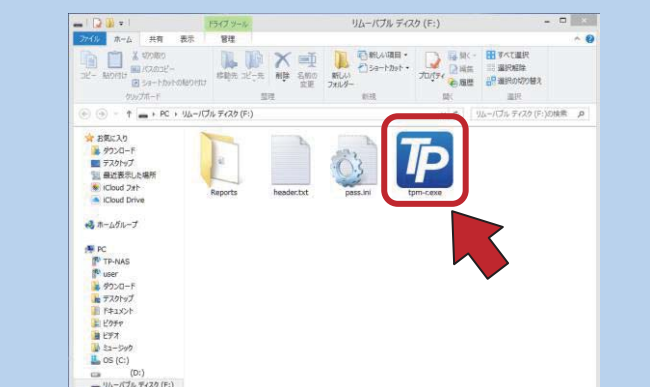 ドライブ ツール
リムーバブル ディスク (F:)
ファイル ホーム 共有 表示 管理
コピー 貼り付け
切り取り
パスのコピー
ショートカットの貼り付け
クリップボード
移動先 コピー先 削除 名前の変更
整理
新しいフォルダー
新しい項目
ショートカット
新規
プロパティ
開く
編集
履歴
開く
すべて選択
選択解除
選択の切り替え
選択
PC リムーバブル ディスク (F:)
リムーバブル ディスク (F:)の検索
お気に入り
ダウンロード
デスクトップ
最近表示した場所
iCloud フォト
iCloud Drive
ホームグループ
PC
TP-NAS
user
ダウンロード
デスクトップ
ドキュメント
ピクチャ
ビデオ
ミュージック
OS (C:)
(D:)
リムーバブル ディスク (F:)
Reports
header.txt
pass.ini
TP
tpm-c.exe